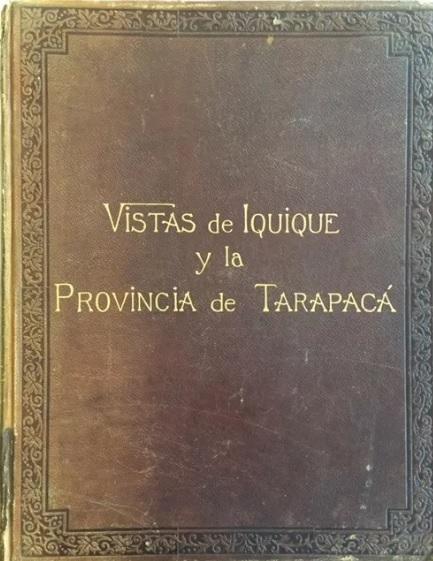 VISTAS de IQUIQUE
y la
PROVINCIA de TARAPACÁ